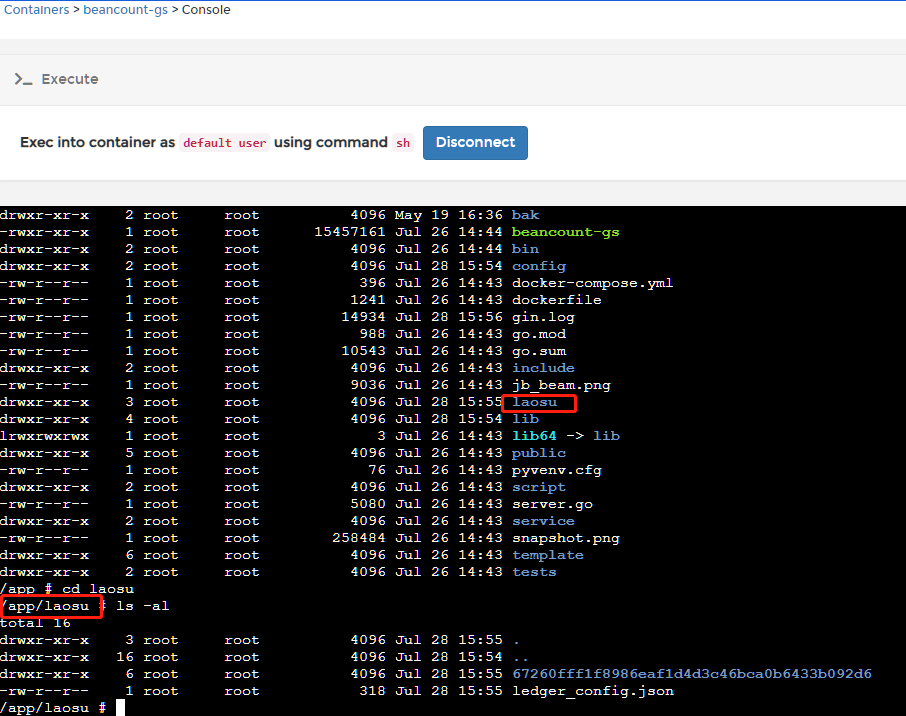 Containers > beancount-gs > Console
>_ Execute
Exec into container as default user using command sh Disconnect
drwxr-xr-x    2 root     root          4096 May 19 16:36 bak
-rwxr-xr-x    1 root     root      15457161 Jul 26 14:44 beancount-gs
drwxr-xr-x    2 root     root          4096 Jul 26 14:44 bin
drwxr-xr-x    2 root     root          4096 Jul 28 15:54 config
-rw-r--r--    1 root     root           396 Jul 26 14:43 docker-compose.yml
-rw-r--r--    1 root     root          1241 Jul 26 14:43 dockerfile
-rw-r--r--    1 root     root         14934 Jul 28 15:56 gin.log
-rw-r--r--    1 root     root           988 Jul 26 14:43 go.mod
-rw-r--r--    1 root     root         10543 Jul 26 14:43 go.sum
drwxr-xr-x    2 root     root          4096 Jul 26 14:43 include
-rw-r--r--    1 root     root          9036 Jul 26 14:43 jb_beam.png
drwxr-xr-x    3 root     root          4096 Jul 28 15:55 laosu
drwxr-xr-x    4 root     root          4096 Jul 28 15:54 lib
lrwxrwxrwx    1 root     root             3 Jul 26 14:43 lib64 -> lib
drwxr-xr-x    5 root     root          4096 Jul 26 14:43 public
-rw-r--r--    1 root     root            76 Jul 26 14:43 pyvenv.cfg
drwxr-xr-x    2 root     root          4096 Jul 26 14:43 script
-rw-r--r--    1 root     root          5080 Jul 26 14:43 server.go
drwxr-xr-x    2 root     root          4096 Jul 26 14:43 service
-rw-r--r--    1 root     root        258484 Jul 26 14:43 snapshot.png
drwxr-xr-x    6 root     root          4096 Jul 26 14:43 template
drwxr-xr-x    2 root     root          4096 Jul 26 14:43 tests
/app # cd laosu
/app/laosu # ls -al
total 16
drwxr-xr-x    3 root     root          4096 Jul 28 15:55 .
drwxr-xr-x   16 root     root          4096 Jul 28 15:54 ..
drwxr-xr-x    6 root     root          4096 Jul 28 15:55 67260fff1f8986eaf1d4d3c46bca0b6433b092d6
-rw-r--r--    1 root     root           318 Jul 28 15:55 ledger_config.json
/app/laosu #